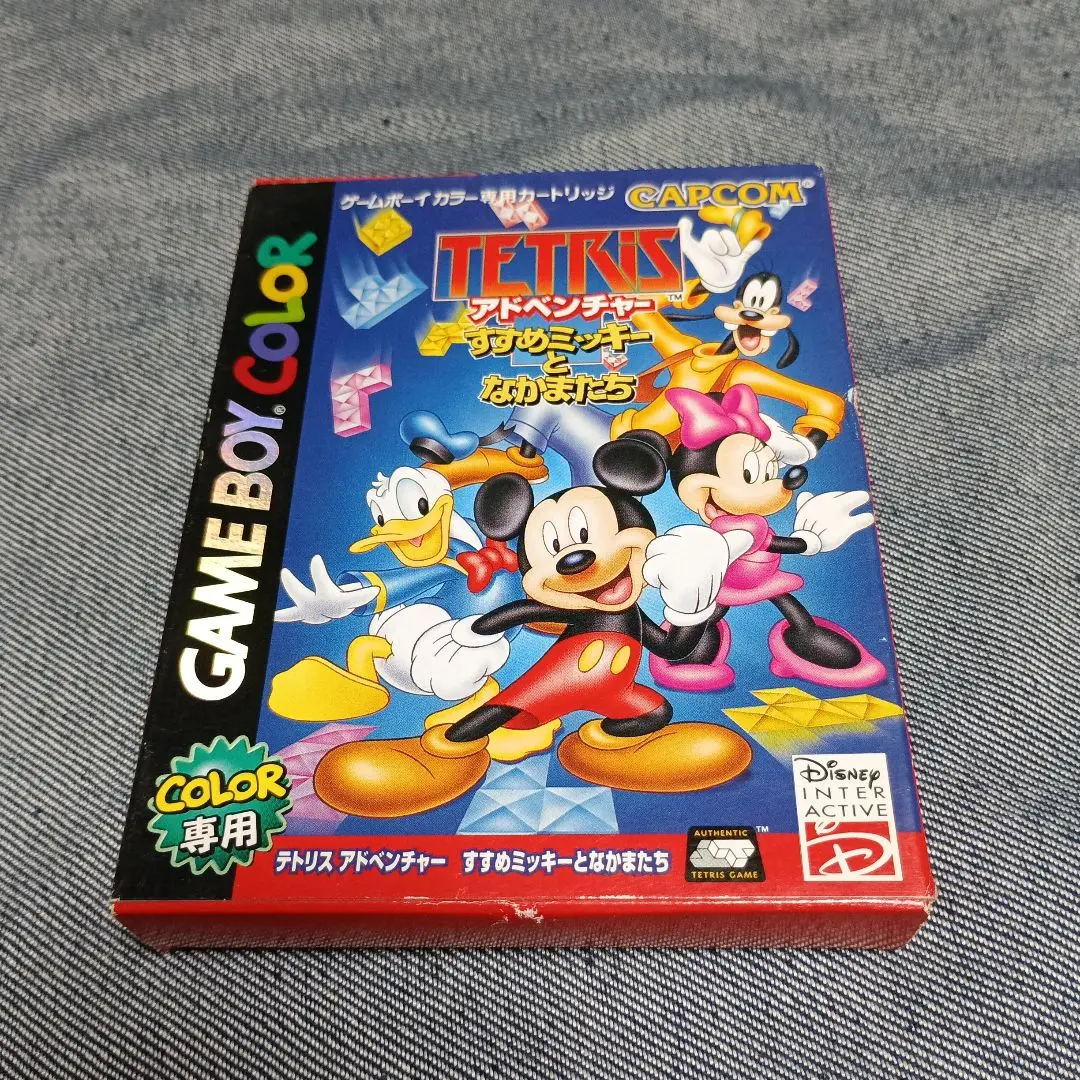 ゲームボーイカラー専用カートリッジ
CAPCOM®
TETRiS™
アドベンチャー
すすめミッキー
と
なかまたち
GAME BOY® COLOR
COLOR
専用
テトリス アドベンチャー すすめミッキーとなかまたち
AUTHENTIC
TETRIS GAME
™
DISNEY
INTER
ACTIVE
D